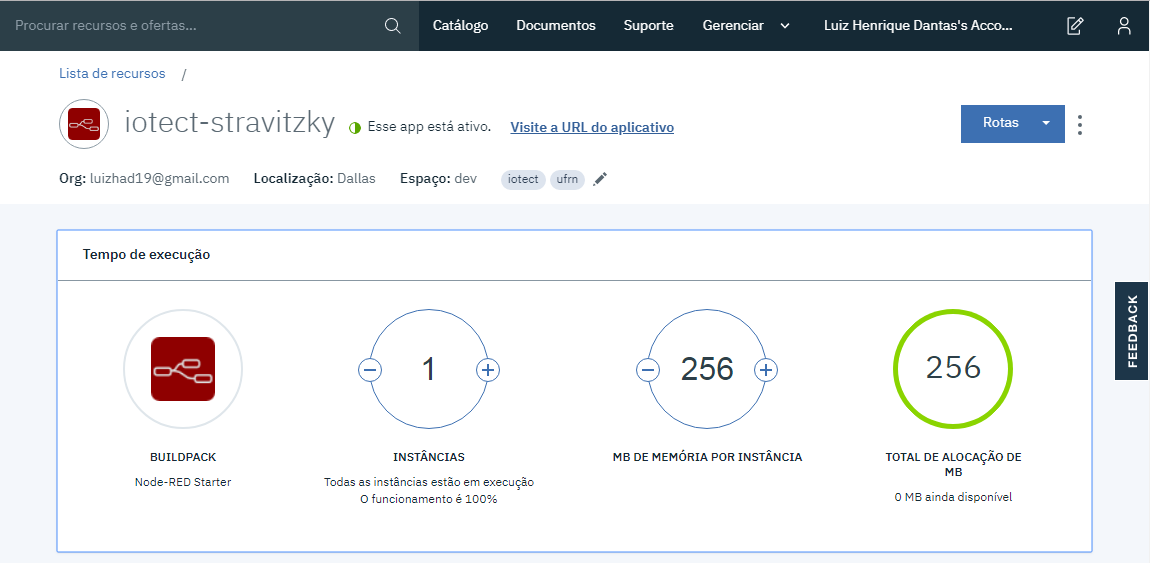 Procurar recursos e ofertas...
Catálogo
Documentos
Suporte
Gerenciar
Luiz Henrique Dantas's Acco...
Lista de recursos /
iotect-stravitzky
Esse app está ativo.
Visite a URL do aplicativo
Rotas
Org: luizhad19@gmail.com
Localização: Dallas
Espaço: dev
iotect
ufrn
Tempo de execução
1
256
256
BUILDPACK
Node-RED Starter
INSTÂNCIAS
Todas as instâncias estão em execução
O funcionamento é 100%
MB DE MEMÓRIA POR INSTÂNCIA
TOTAL DE ALOCAÇÃO DE
MB
0 MB ainda disponível
FEEDBACK